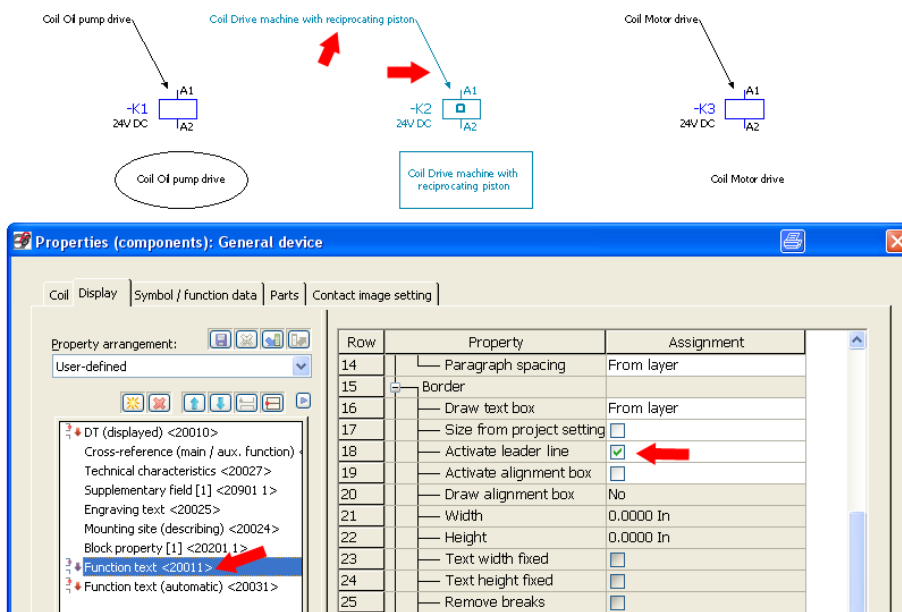 Coil Oil pump drive
Coil Drive machine with reciprocating piston
Coil Motor drive
A1
A1
A1
-K1
-K2
-K3
24V DC
24V DC
24V DC
A2
A2
A2
Coil Oil pump drive
Coil Drive machine with
reciprocating piston
Coil Motor drive
Properties (components): General device
Coil Display Symbol / function data Parts Contact image setting
Property arrangement:
User-defined
DT (displayed) <20010>
Cross-reference (main / aux. function)
Technical characteristics <20027>
Supplementary field [1] <20901 1>
Engraving text <20025>
Mounting site (describing) <20024>
Block property [1] <20201 1>
Function text <20011>
Function text (automatic) <20031>
Row Property Assignment
14 Paragraph spacing From layer
15 Border
16 Draw text box From layer
17 Size from project setting
18 Activate leader line
19 Activate alignment box
20 Draw alignment box No
21 Width 0.0000 In
22 Height 0.0000 In
23 Text width fixed
24 Text height fixed
25 Remove breaks